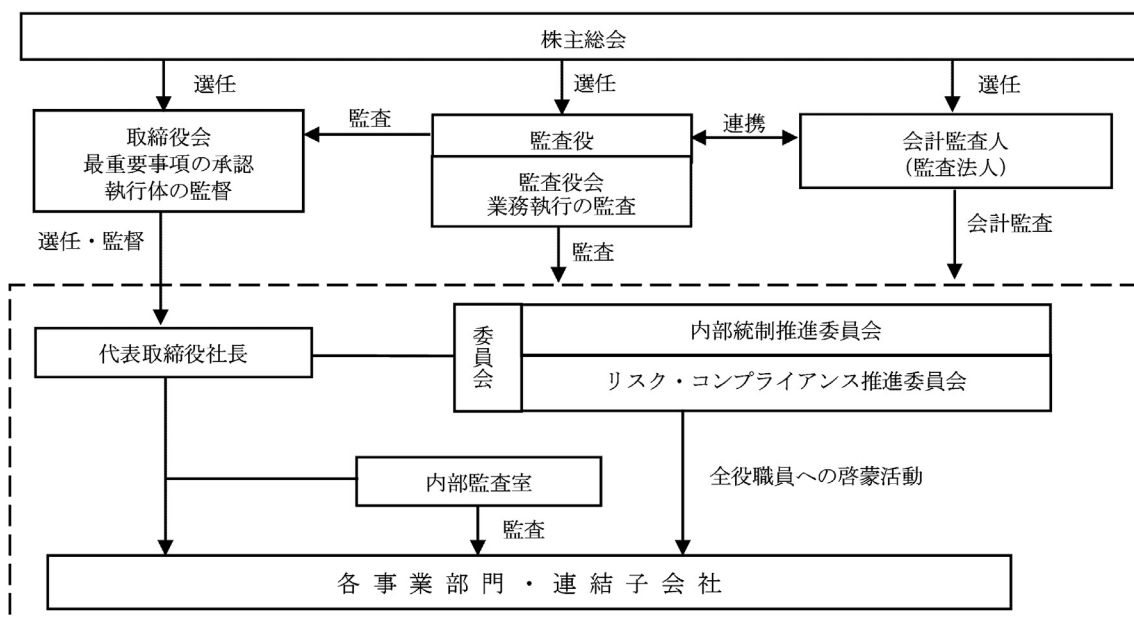 株主総会
選任
選任
選任
取締役会
最重要事項の承認
執行体の監督
監査
監査役
監査役会
業務執行の監査
連携
会計監査人
（監査法人）
選任・監督
監査
会計監査
代表取締役社長
委員会
内部統制推進委員会
リスク・コンプライアンス推進委員会
内部監査室
監査
全役職員への啓蒙活動
各事業部門・連結子会社